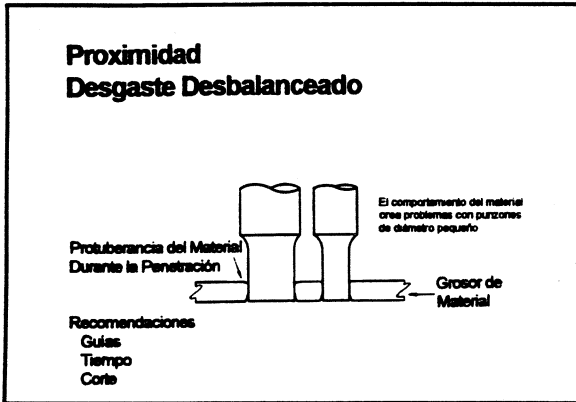 Proximidad
Desgaste Desbalanceado
El comportamiento del material
crea problemas con punzones
de diámetro pequeño
Protuberancia del Material
Durante la Penetración
Grosor de
Material
Recomendaciones
Guías
Tiempo
Corte